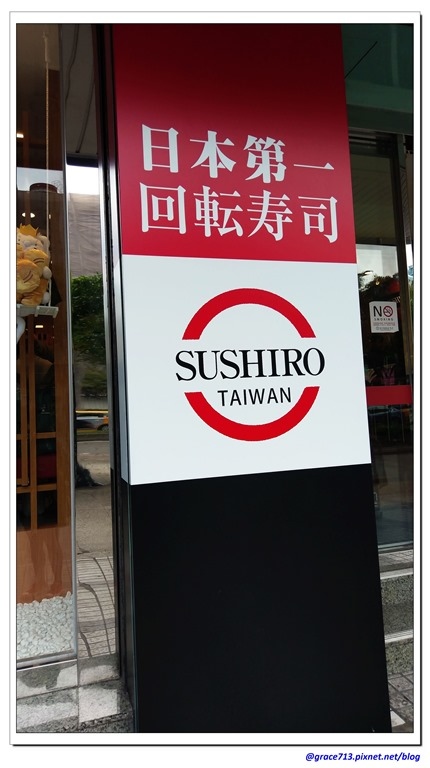 日本第一
回転寿司
SUSHIRO
TAIWAN
NO
SMOKING
@grace713.pixnet.net/blog